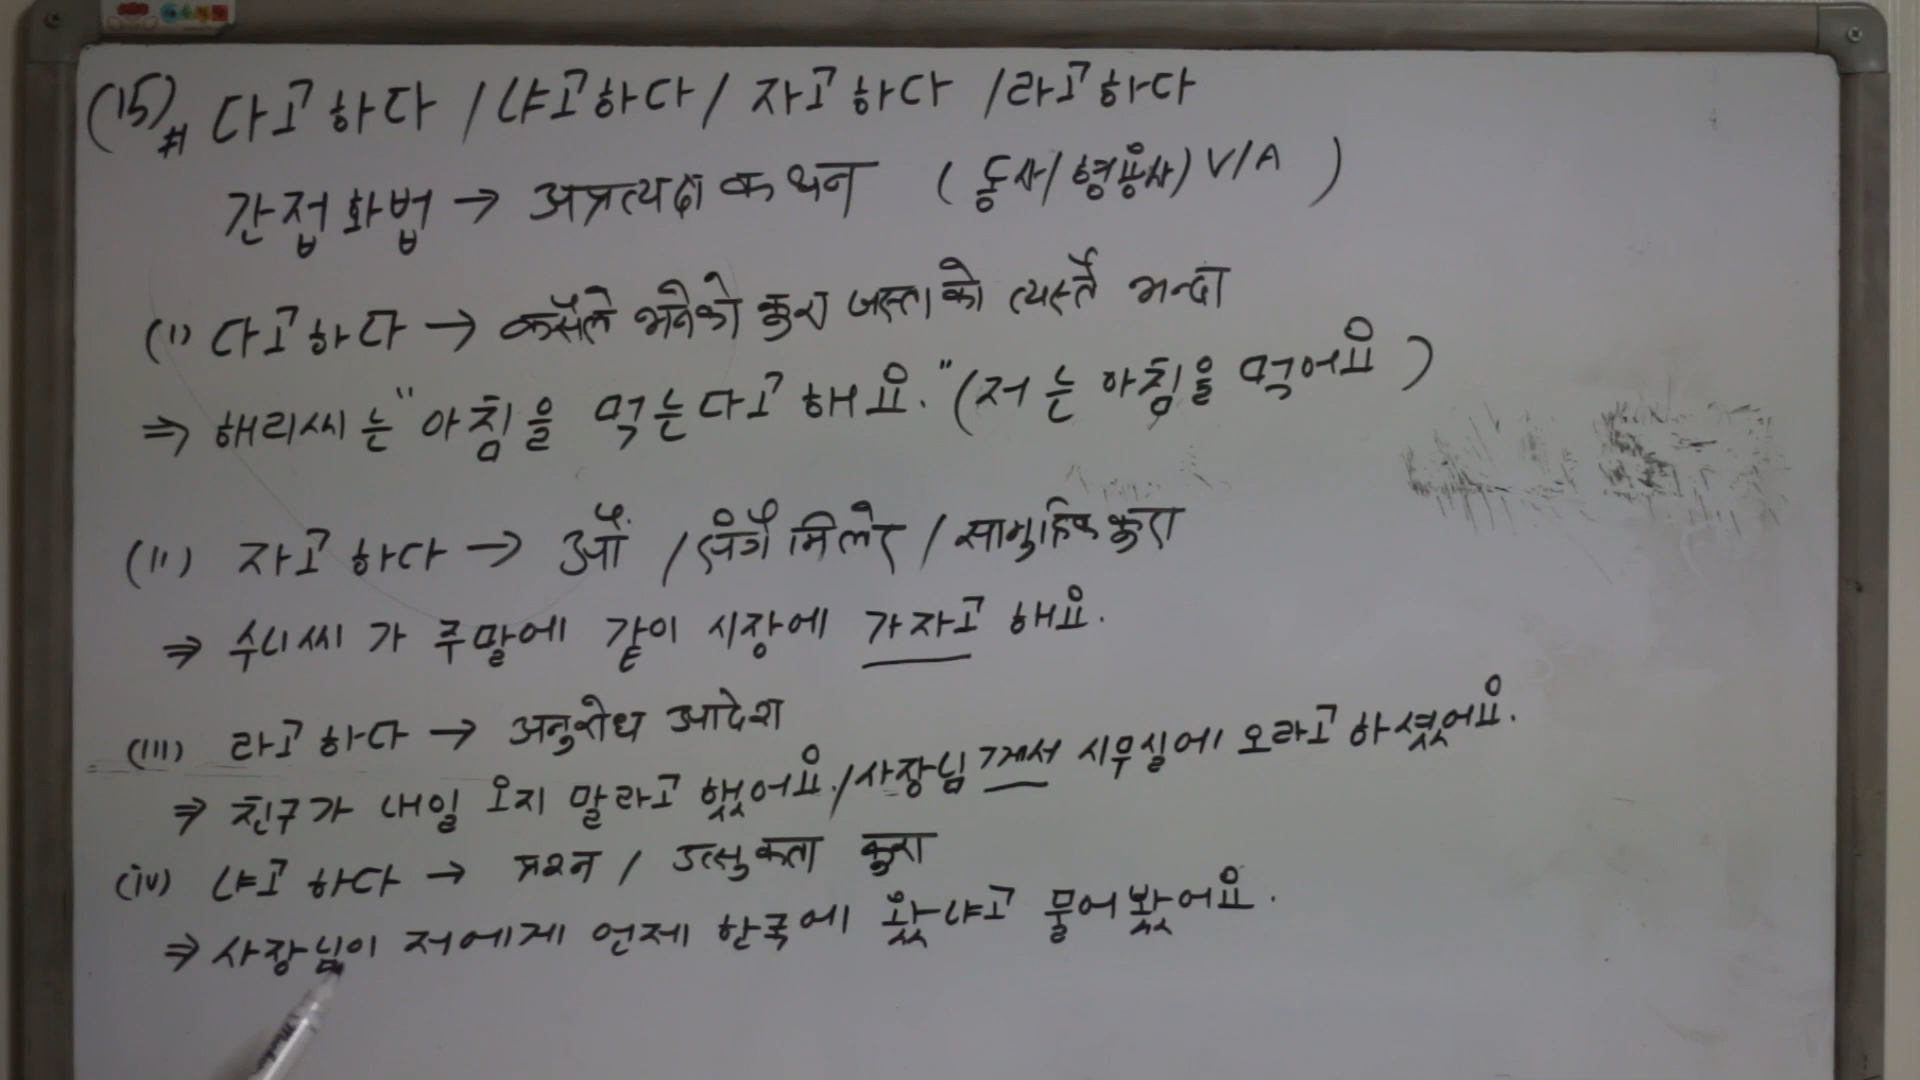 (15)# 다고 하다 / 냐고하다 / 자고 하다 / 라고하다
간접화법 → अप्रत्यक्ष कथन ( 동사/형용사) V/A )
(i) 다고하다 → कसैले भनेको कुरा जस्ताको त्यस्तै भन्दा
⇒ 해리씨는 "아침을 먹는다고 해요." (저는 아침을 먹어요 )
(ii) 자고 하다 → औं / संगै मिलेर / सामुहिक कुरा
⇒ 수니씨가 주말에 같이 시장에 가자고 해요.
(iii) 라고 하다 → अनुरोध आदेश
⇒ 친구가 내일 오지 말라고 했어요. / 사장님 게서 시무실에 오라고 하셨어요.
(iv) 냐고 하다 → प्रश्न / उत्सुकता कुरा
⇒ 사장님이 저에게 언제 한국에 왔냐고 물어봤어요.